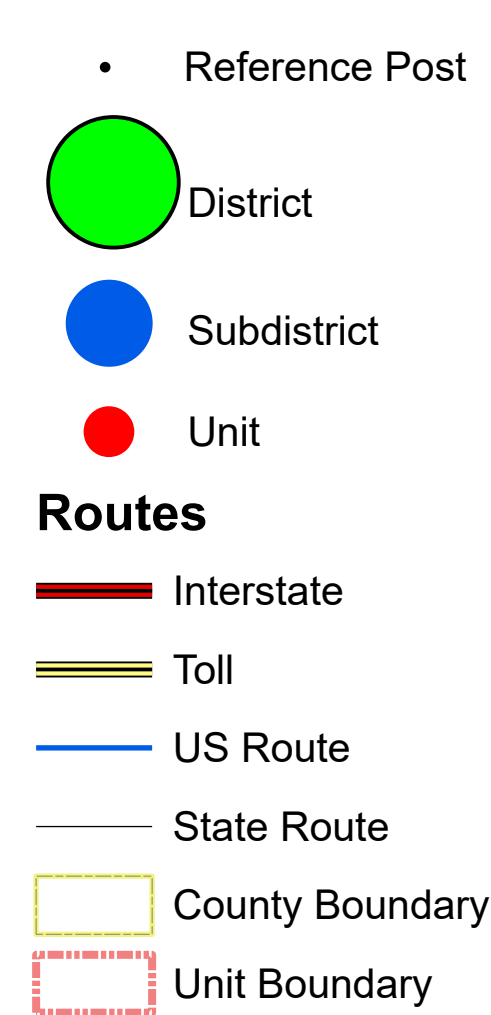 Reference Post
District
Subdistrict
Unit
Routes
Interstate
Toll
US Route
State Route
County Boundary
Unit Boundary